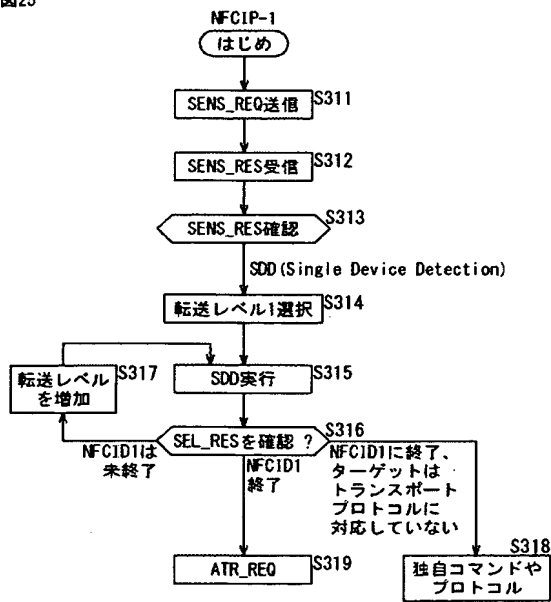 図25
NFCIP-1
はじめ
SENS_REQ送信
S311
SENS_RES受信
S312
SENS_RES確認
S313
SDD(Single Device Detection)
転送レベル1選択
S314
転送レベル
を増加
S317
SDD実行
S315
SEL_RESを確認 ?
S316
NFCID1は
未終了
NFCID1
終了
NFCID1に終了、
ターゲットは
トランスポート
プロトコルに
対応していない
ATR_REQ
S319
S318
独自コマンドや
プロトコル